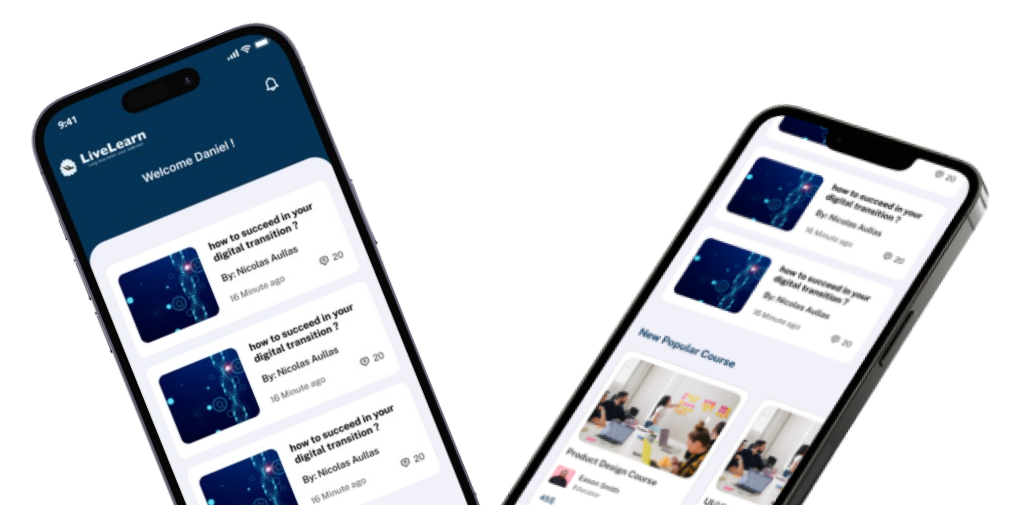 9:41
LiveLearn
Welcome Daniel !
how to succeed in your
digital transition ?
By: Nicolas Aullas
16 Minute ago
20
how to succeed in your
digital transition ?
By: Nicolas Aullas
16 Minute ago
20
how to succeed in your
digital transition ?
By: Nicolas Aullas
16 Minute ago
20
20
how to succeed in your
digital transition ?
By: Nicolas Aullas
16 Minute ago
20
how to succeed in your
digital transition ?
By: Nicolas Aullas
16 Minute ago
20
New Popular Course
Product Design Course
Eason Smith
Educator
45$